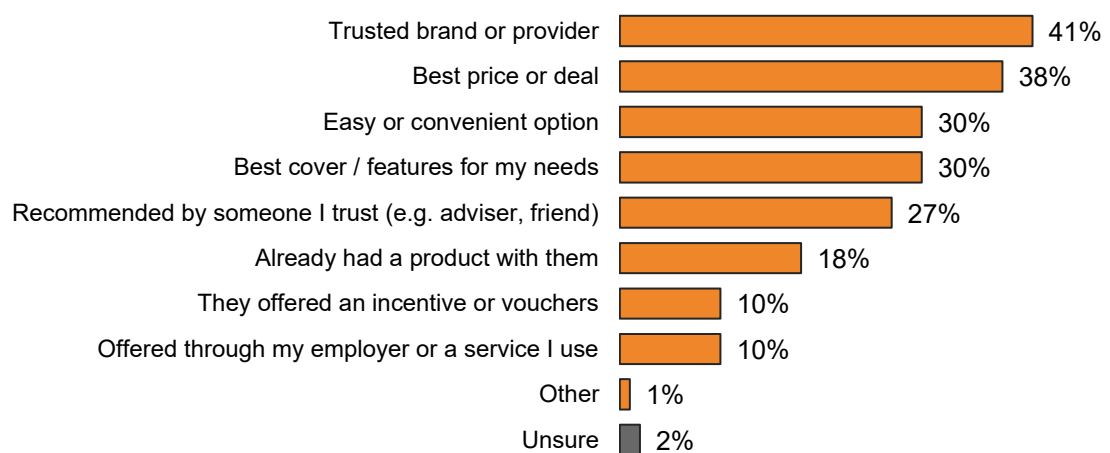 Trusted brand or provider 41%
Best price or deal 38%
Easy or convenient option 30%
Best cover / features for my needs 30%
Recommended by someone I trust (e.g. adviser, friend) 27%
Already had a product with them 18%
They offered an incentive or vouchers 10%
Offered through my employer or a service I use 10%
Other 1%
Unsure 2%